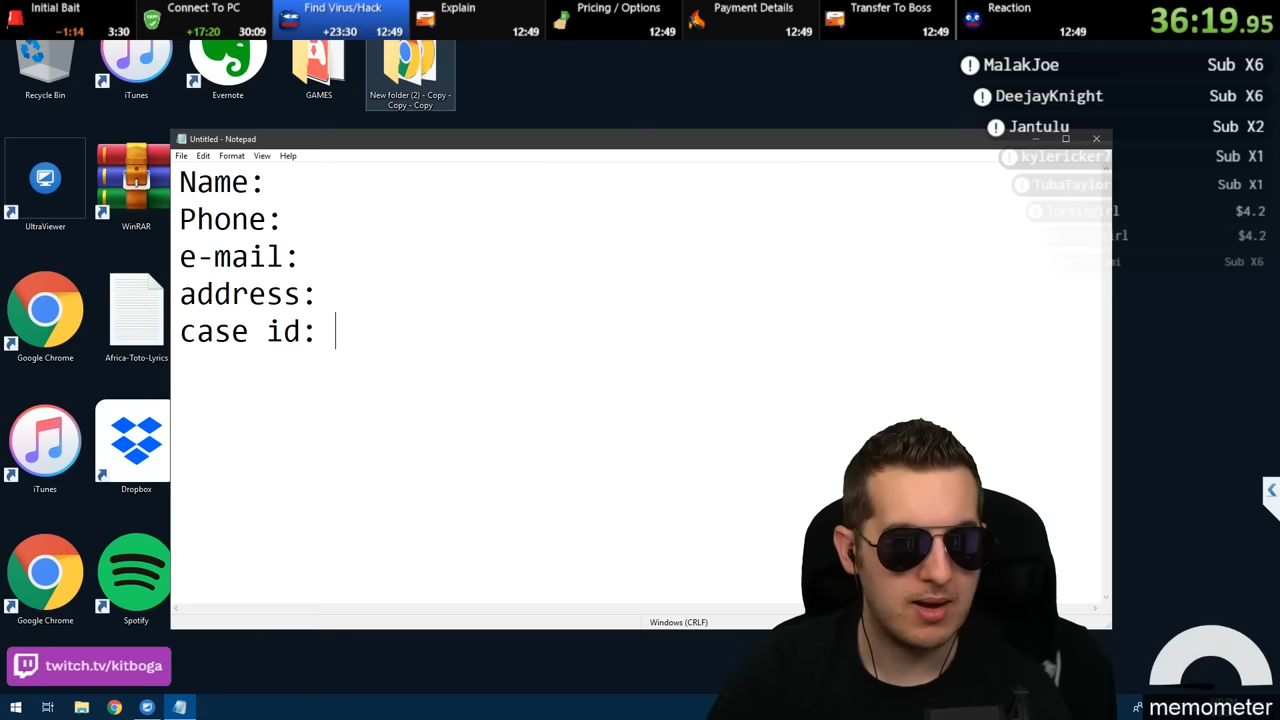 Initial Bait
-1:14 3:30
Connect To PC
+17:20 30:09
Find Virus/Hack
+23:30 12:49
Explain
12:49
Pricing / Options
12:49
Payment Details
12:49
Transfer To Boss
12:49
Reaction
12:49
36:19.95
MalakJoe Sub X6
DeejayKnight Sub X6
Jantulu Sub X2
kylericker7 Sub X1
TubaTaylor Sub X1
$4.2
$4.2
Sub X6
Recycle Bin
iTunes
Evernote
GAMES
New folder (2) - Copy -
Copy - Copy
UltraViewer
WinRAR
Google Chrome
Africa-Toto-Lyrics
iTunes
Dropbox
Google Chrome
Spotify
Untitled - Notepad
File Edit Format View Help
Name:
Phone:
e-mail:
address:
case id:
Windows (CRLF)
twitch.tv/kitboga
memometer